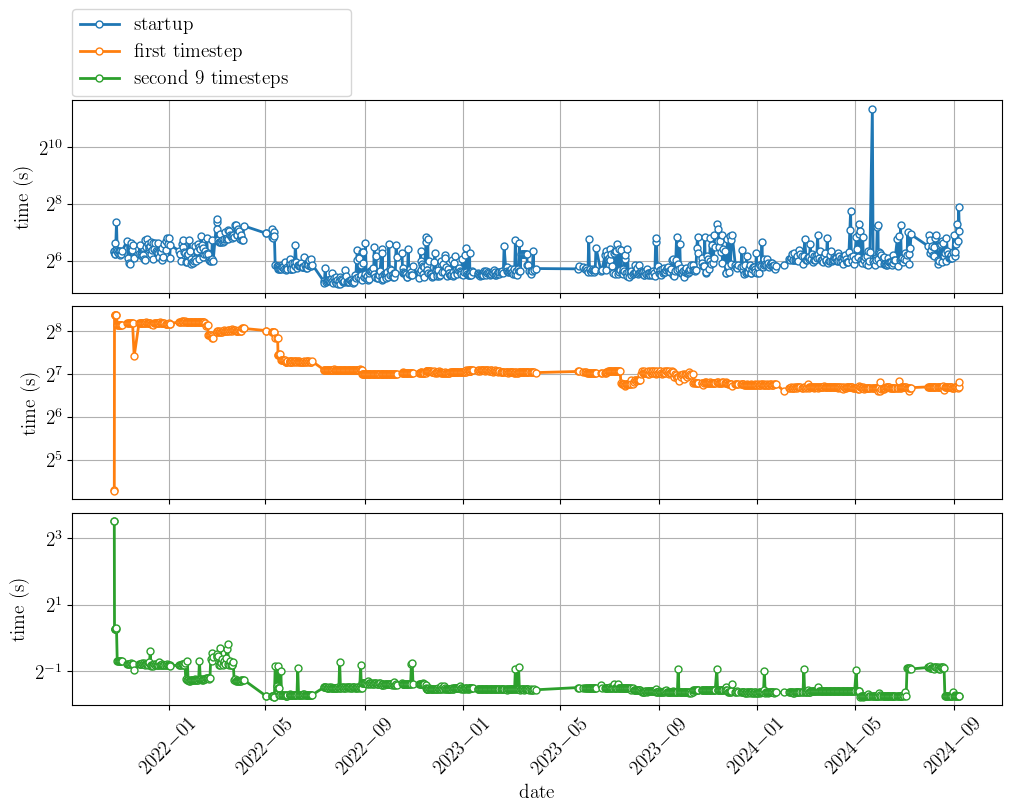 startup
first timestep
second 9 timesteps
2^10
2^8
2^6
time (s)
2^8
2^7
2^6
2^5
time (s)
2^3
2^1
2^−1
time (s)
2022−01
2022−05
2022−09
2023−01
2023−05
2023−09
2024−01
2024−05
2024−09
date